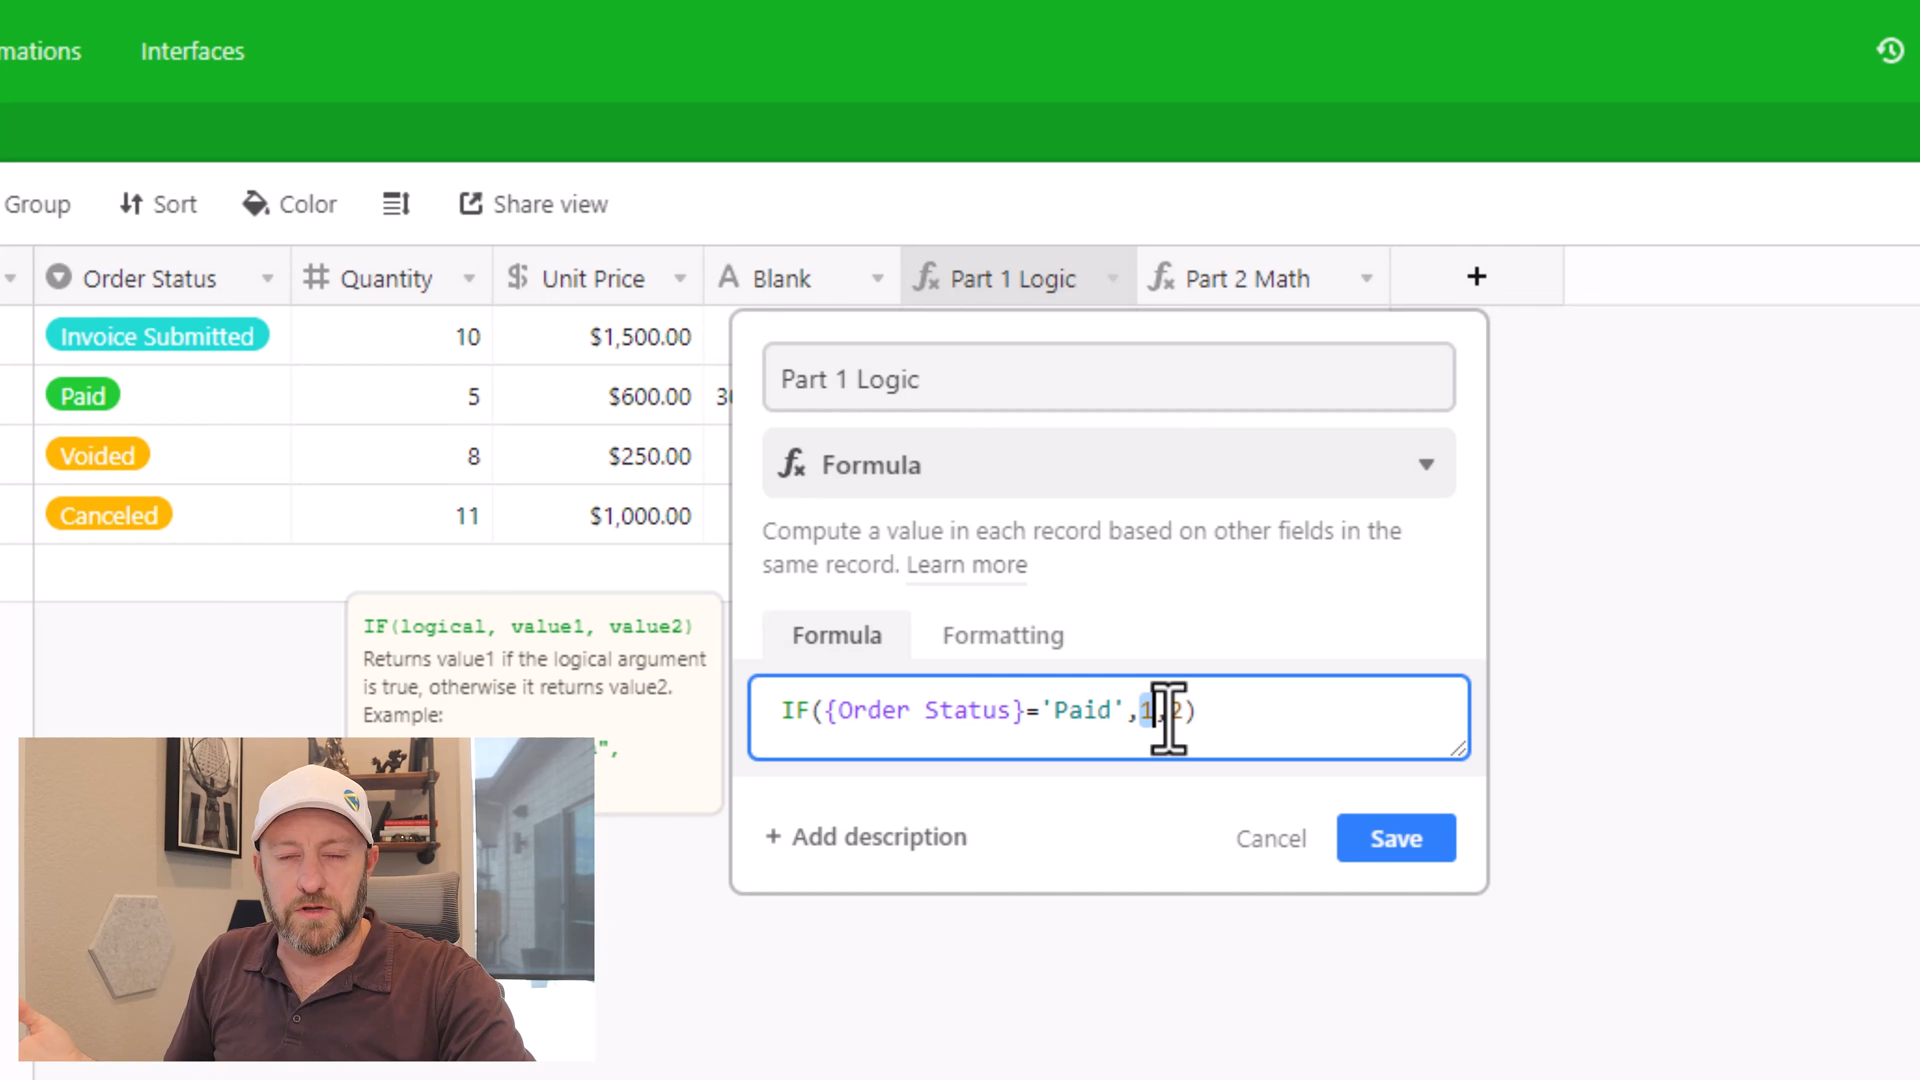 mations
Interfaces
Group
Sort
Color
Share view
Order Status
Quantity
Unit Price
A Blank
Part 1 Logic
Part 2 Math
+
Invoice Submitted
10
$1,500.00
Paid
5
$600.00
Voided
8
$250.00
Canceled
11
$1,000.00
Part 1 Logic
Formula
Compute a value in each record based on other fields in the
same record. Learn more
Formula
Formatting
IF(logical, value1, value2)
Returns value1 if the logical argument
is true, otherwise it returns value2.
Example:
",
IF({Order Status}='Paid',1,2)
+ Add description
Cancel
Save